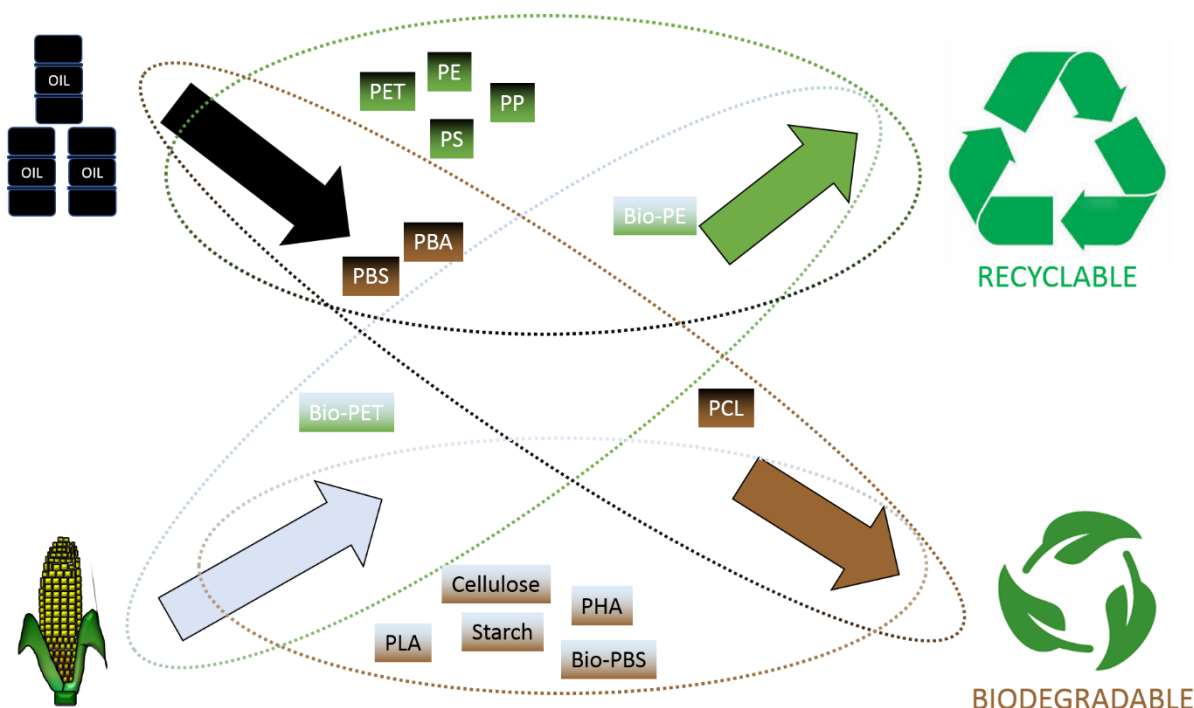 OIL
OIL
OIL
PET
PE
PP
PS
Bio-PE
PBA
PBS
RECYCLABLE
Bio-PET
PCL
Cellulose
PHA
PLA
Starch
Bio-PBS
BIODEGRADABLE